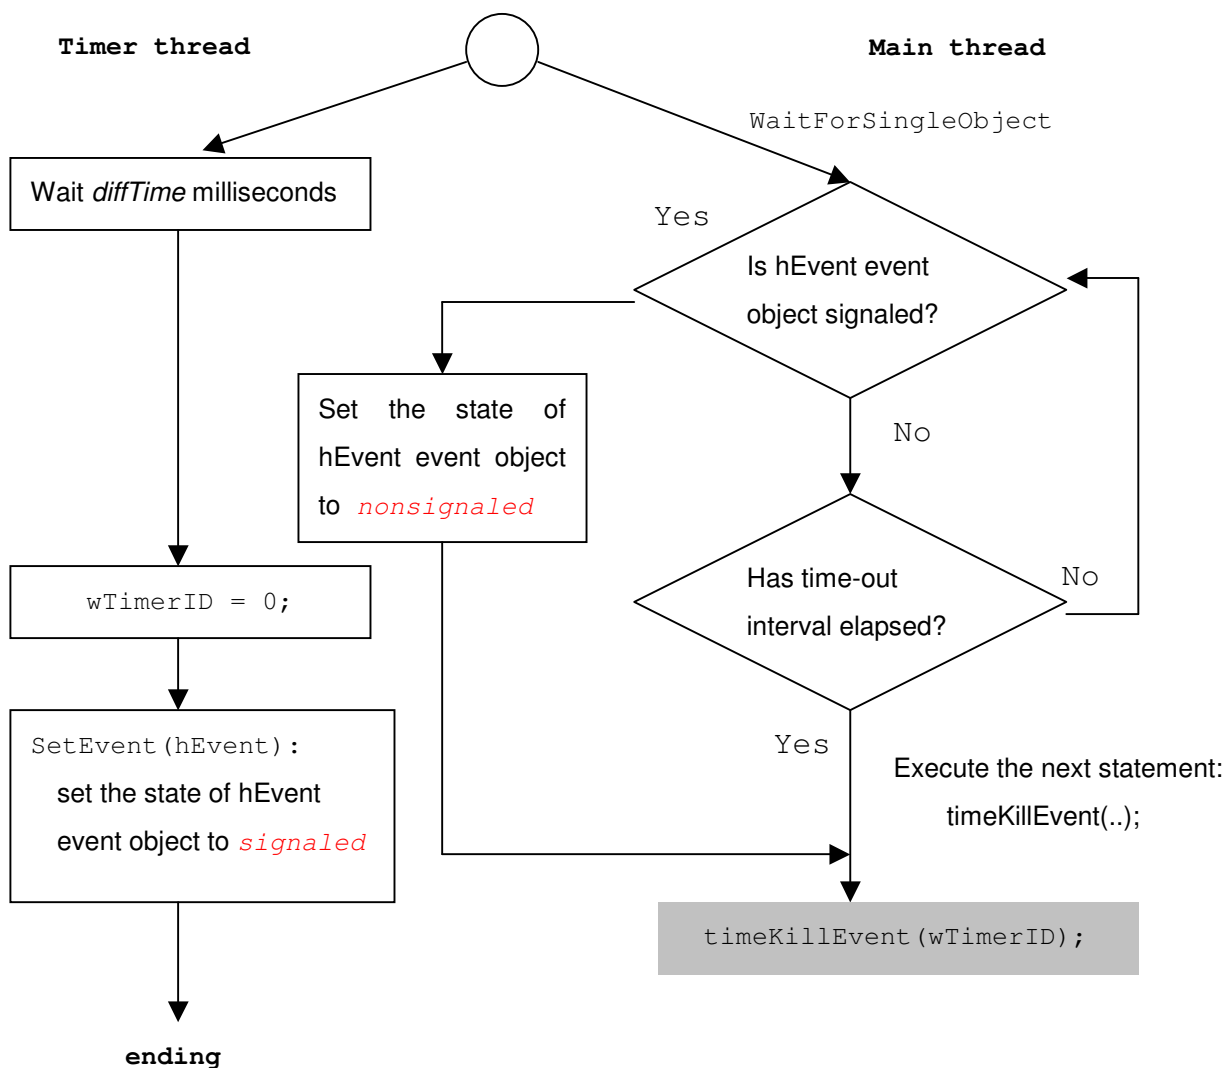 Timer thread
Main thread
WaitForSingleObject
Wait diffTime milliseconds
Yes
Is hEvent event
object signaled?
Set the state of
hEvent event object
to nonsignaled
No
Has time-out
interval elapsed?
No
wTimerID = 0;
SetEvent(hEvent):
set the state of hEvent
event object to signaled
Yes
Execute the next statement:
timeKillEvent(..);
timeKillEvent(wTimerID);
ending